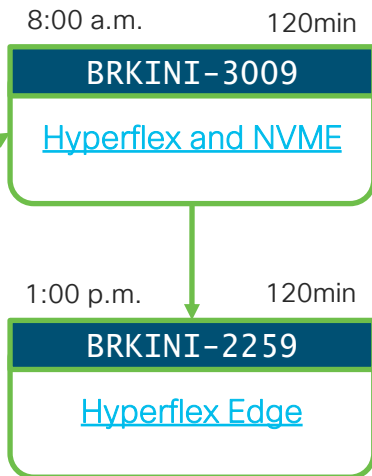 8:00 a.m. 120min
BRKINI-3009
Hyperflex and NVME
1:00 p.m. 120min
BRKINI-2259
Hyperflex Edge